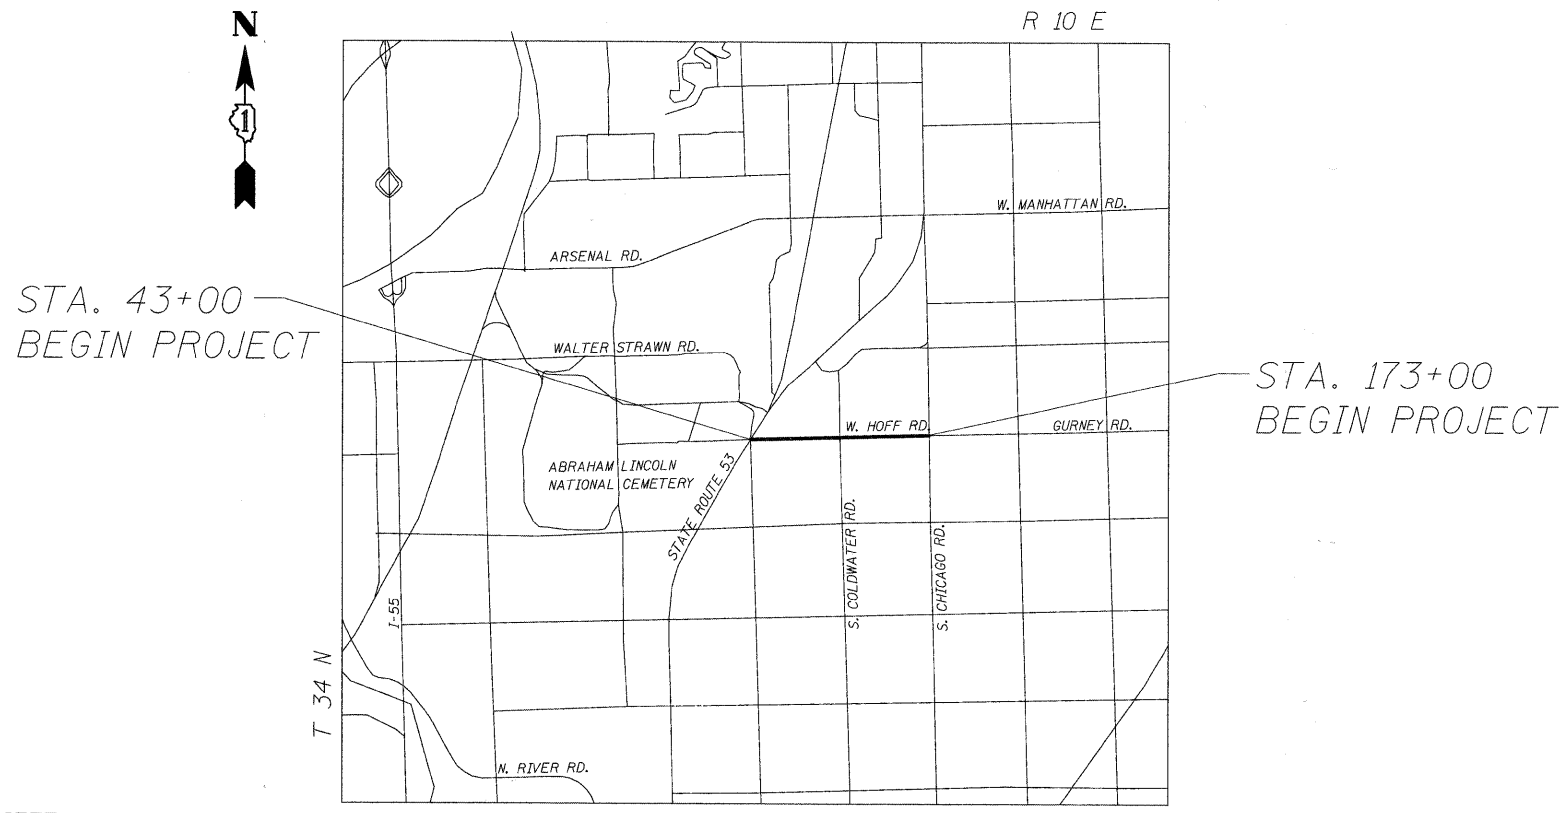 N
R 10 E
1
W. MANHATTAN RD.
ARSENAL RD.
STA. 43+00
BEGIN PROJECT
WALTER STRAWN RD.
STA. 173+00
BEGIN PROJECT
W. HOFF RD.
GURNEY RD.
ABRAHAM LINCOLN
NATIONAL CEMETERY
STATE ROUTE 53
S. COLDWATER RD.
S. CHICAGO RD.
I-55
T 34 N
N. RIVER RD.